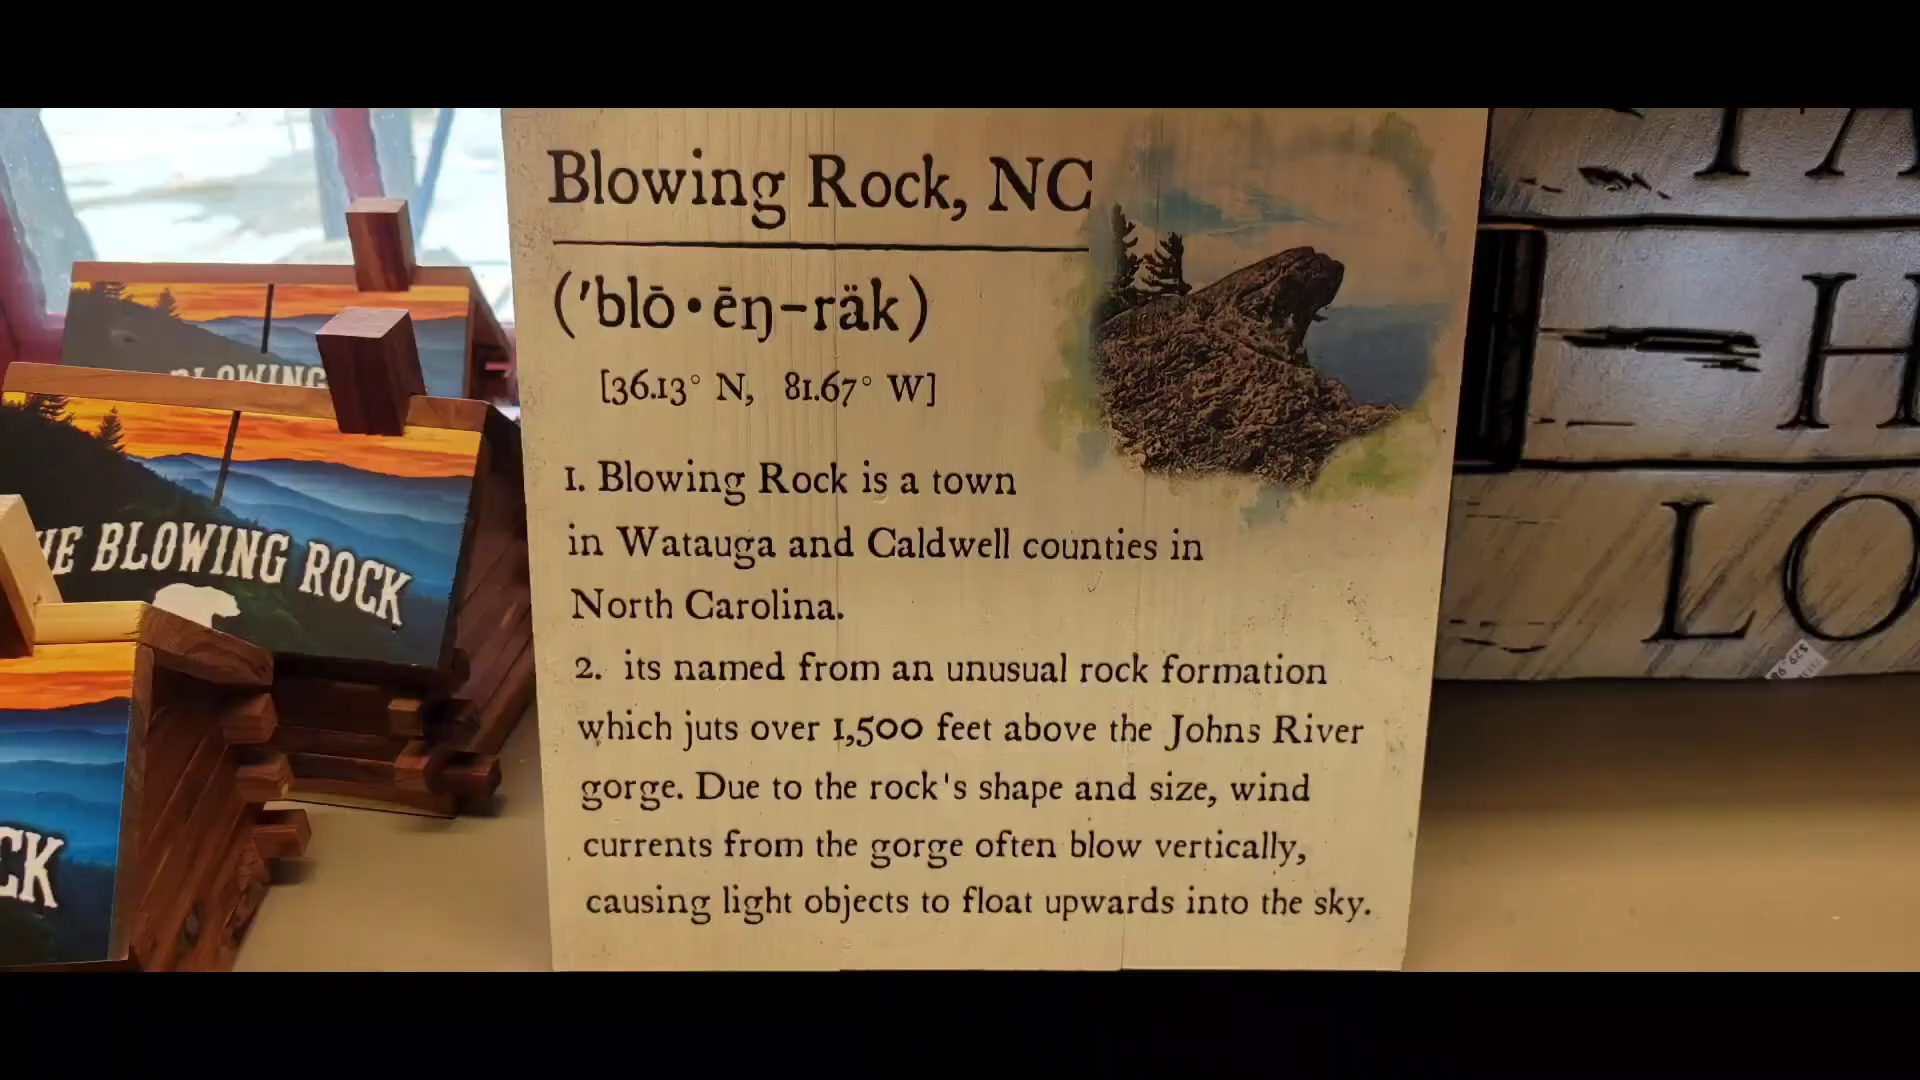 Blowing Rock, NC
('blō•ēŋ-räk)
[36.13° N, 81.67° W]
1. Blowing Rock is a town
in Watauga and Caldwell counties in
North Carolina.
2. its named from an unusual rock formation
which juts over 1,500 feet above the Johns River
gorge. Due to the rock's shape and size, wind
currents from the gorge often blow vertically,
causing light objects to float upwards into the sky.
BLOWING
HE BLOWING ROCK
CK
H
LO